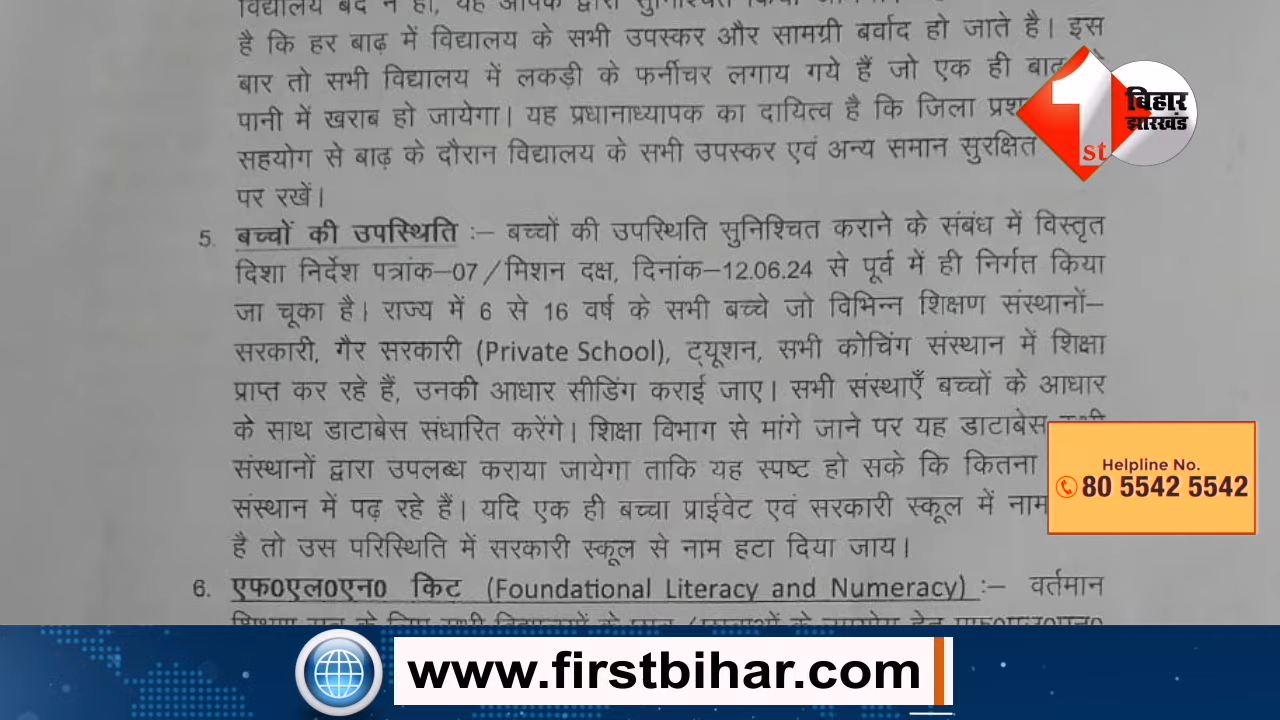 विद्यालय बंद न हो, यह आपके द्वारा सुनिश्चित किया
है कि हर बाढ़ में विद्यालय के सभी उपस्कर और सामग्री बर्वाद हो जाते है। इस
बार तो सभी विद्यालय में लकड़ी के फर्नीचर लगाय गये हैं जो एक ही
पानी में खराब हो जायेगा। यह प्रधानाध्यापक का दायित्व है कि जिला
सहयोग से बाढ़ के दौरान विद्यालय के सभी उपस्कर एवं अन्य समान सुरक्षित
पर रखें।
5. बच्चों की उपस्थिति :– बच्चों की उपस्थिति सुनिश्चित कराने के संबंध में विस्तृत
दिशा निर्देश पत्रांक–07/मिशन दक्ष, दिनांक–12.06.24 से पूर्व में ही निर्गत किया
जा चूका है। राज्य में 6 से 16 वर्ष के सभी बच्चे जो विभिन्न शिक्षण संस्थानों–
सरकारी, गैर सरकारी (Private School), ट्यूशन, सभी कोचिंग संस्थान में शिक्षा
प्राप्त कर रहे हैं, उनकी आधार सीडिंग कराई जाए। सभी संस्थाएँ बच्चों के आधार
के साथ डाटाबेस संधारित करेंगे। शिक्षा विभाग से मांगे जाने पर यह डाटाबेस
संस्थानों द्वारा उपलब्ध कराया जायेगा ताकि यह स्पष्ट हो सके कि कितना
संस्थान में पढ़ रहे हैं। यदि एक ही बच्चा प्राईवेट एवं सरकारी स्कूल में नाम
है तो उस परिस्थिति में सरकारी स्कूल से नाम हटा दिया जाय।
6. एफ0एल0एन0 किट (Foundational Literacy and Numeracy) :– वर्तमान
1st
बिहार
झारखंड
Helpline No.
80 5542 5542
www.firstbihar.com